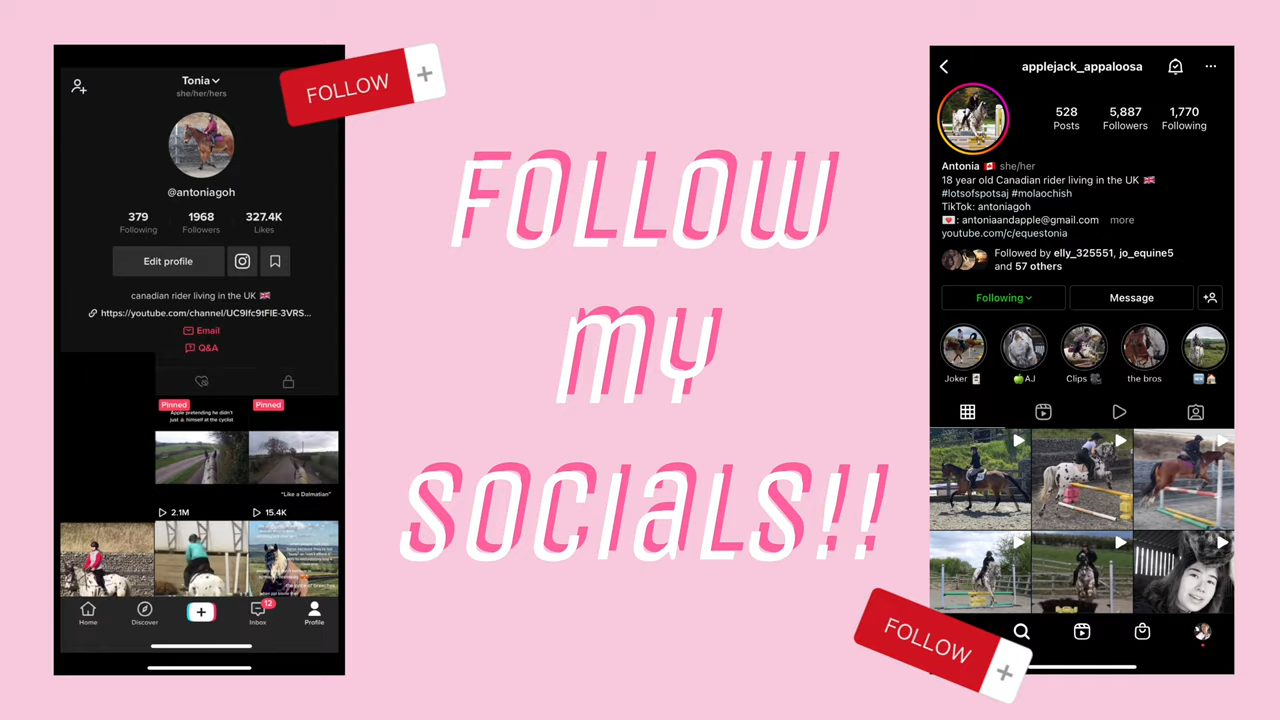 Tonia
she/her/hers
@antoniagoh
379 1968 327.4K
Following Followers Likes
Edit profile
canadian rider living in the UK 🇬🇧
https://youtube.com/channel/UC9Ifc9tFIE-3VRS...
Email
Q&A
Pinned Pinned
Apple pretending he didn't
just 💩 himself at the cyclist
"Like a Dalmatian"
2.1M 15.4K
12
Home Discover Inbox Profile
FOLLOW +
FOLLOW
MY
SOCIALS!!
FOLLOW +
applejack_appaloosa
528 5,887 1,770
Posts Followers Following
Antonia 🇨🇦 she/her
18 year old Canadian rider living in the UK 🇬🇧
#lotsofspotsaj #molaochish
TikTok: antoniagoh
💌: antoniaandapple@gmail.com more
youtube.com/c/equestonia
Followed by elly_325551, jo_equine5
and 57 others
Following Message
Joker 🃏 🍏AJ Clips the bros 🆕🏠